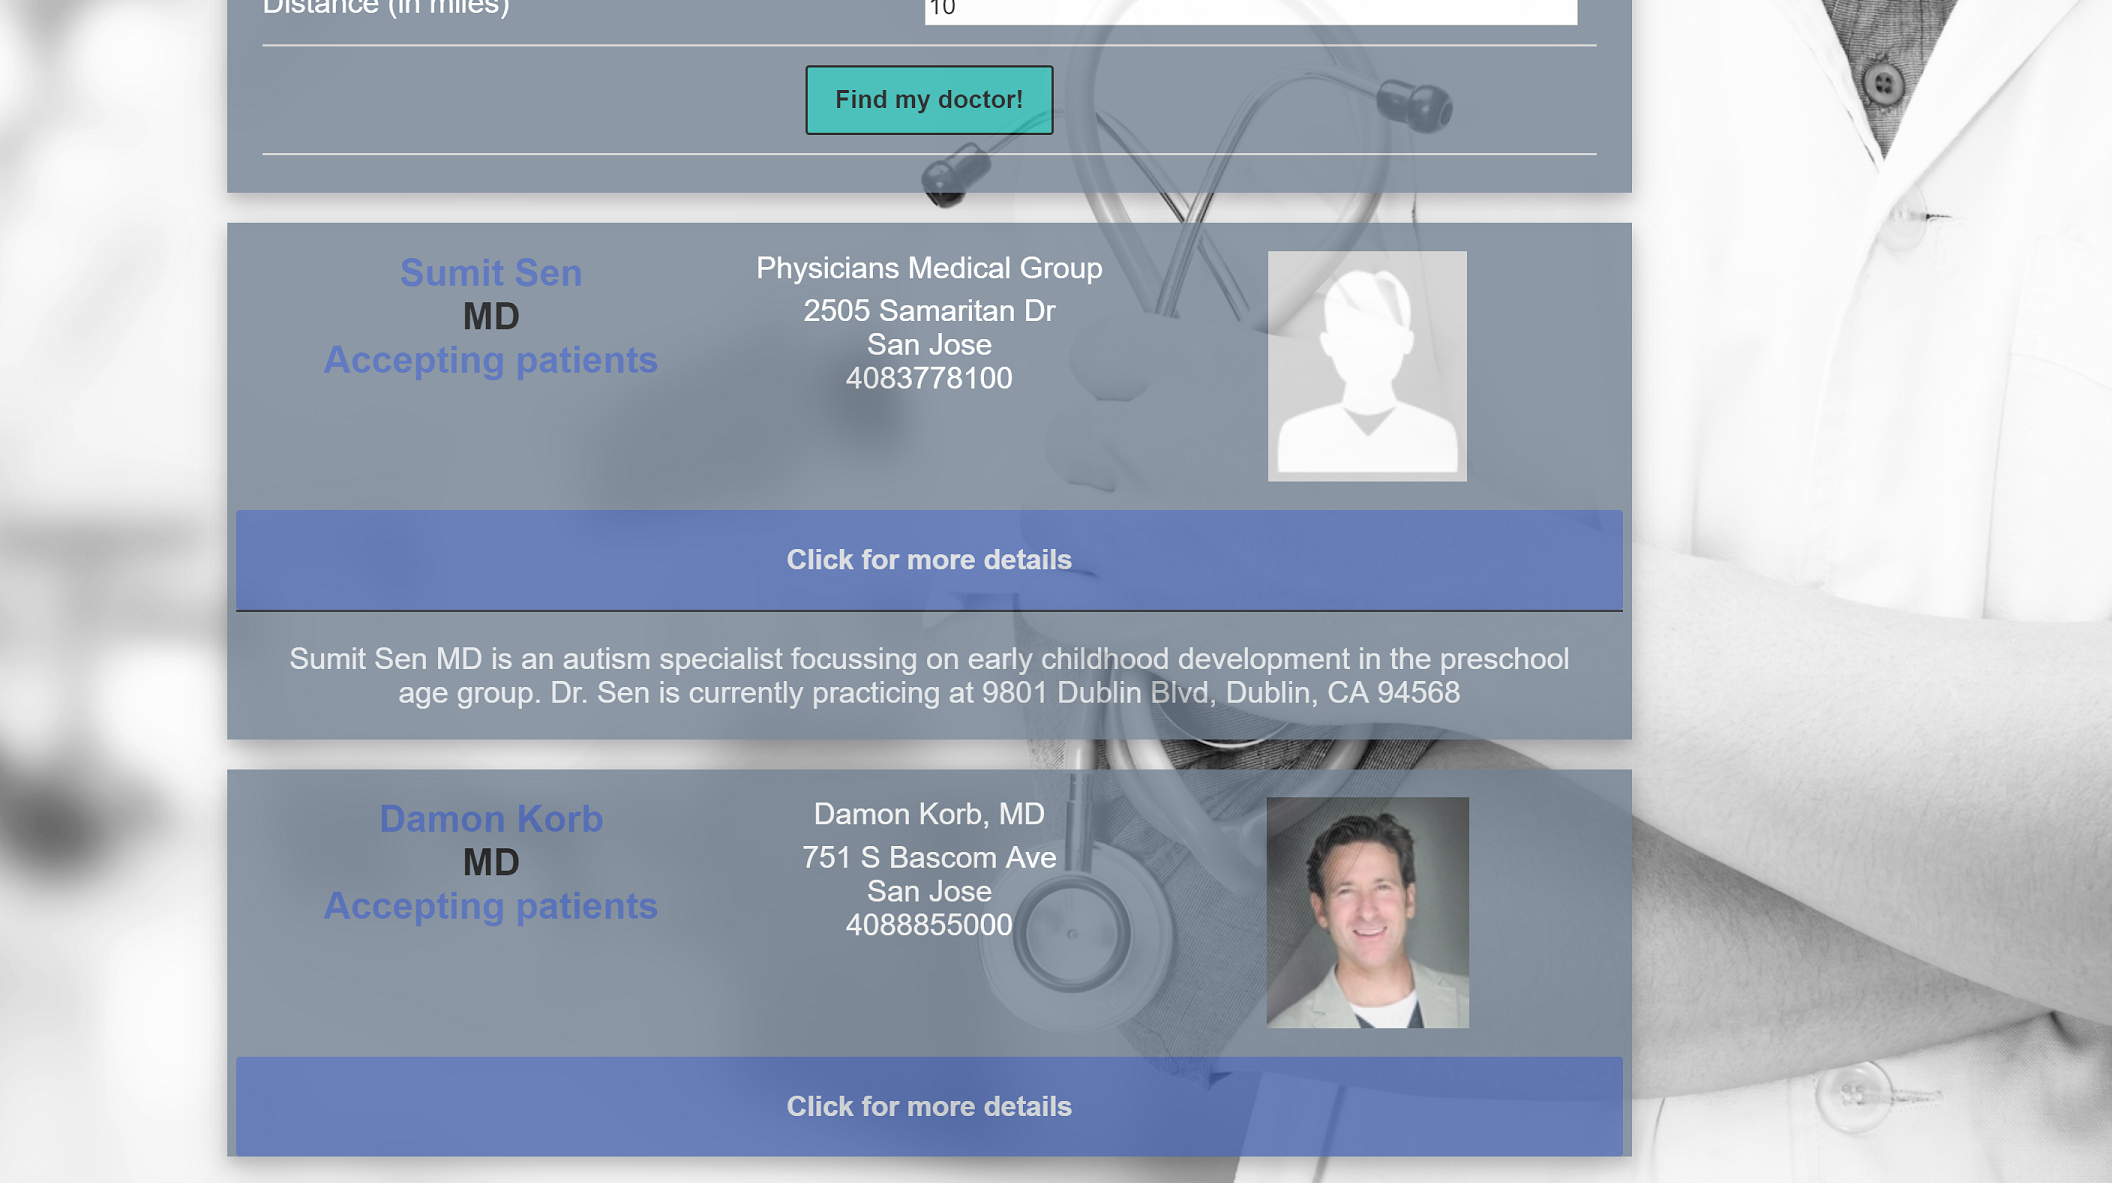 Distance (in miles)
10
Find my doctor!
Sumit Sen
MD
Accepting patients
Physicians Medical Group
2505 Samaritan Dr
San Jose
4083778100
Click for more details
Sumit Sen MD is an autism specialist focussing on early childhood development in the preschool
age group. Dr. Sen is currently practicing at 9801 Dublin Blvd, Dublin, CA 94568
Damon Korb
MD
Accepting patients
Damon Korb, MD
751 S Bascom Ave
San Jose
4088855000
Click for more details